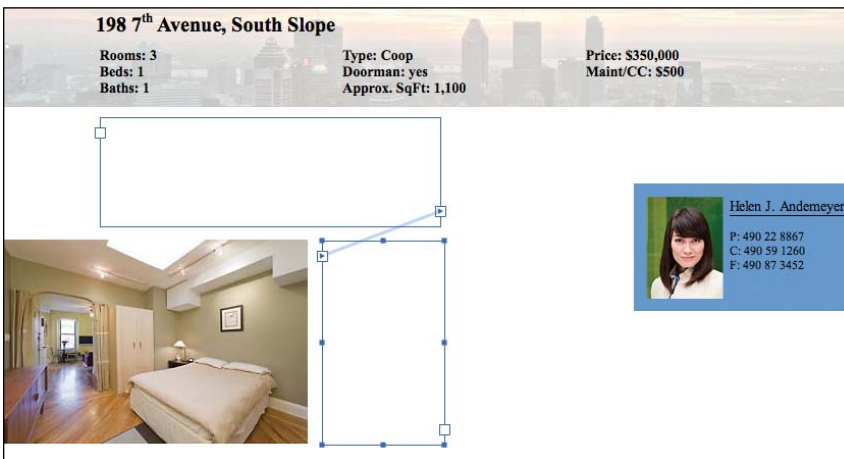 198 7th Avenue, South Slope
Rooms: 3
Beds: 1
Baths: 1
Type: Coop
Doorman: yes
Approx. SqFt: 1,100
Price: $350,000
Maint/CC: $500
Helen J. Andemeyer
P: 490 22 8867
C: 490 59 1260
F: 490 87 3452